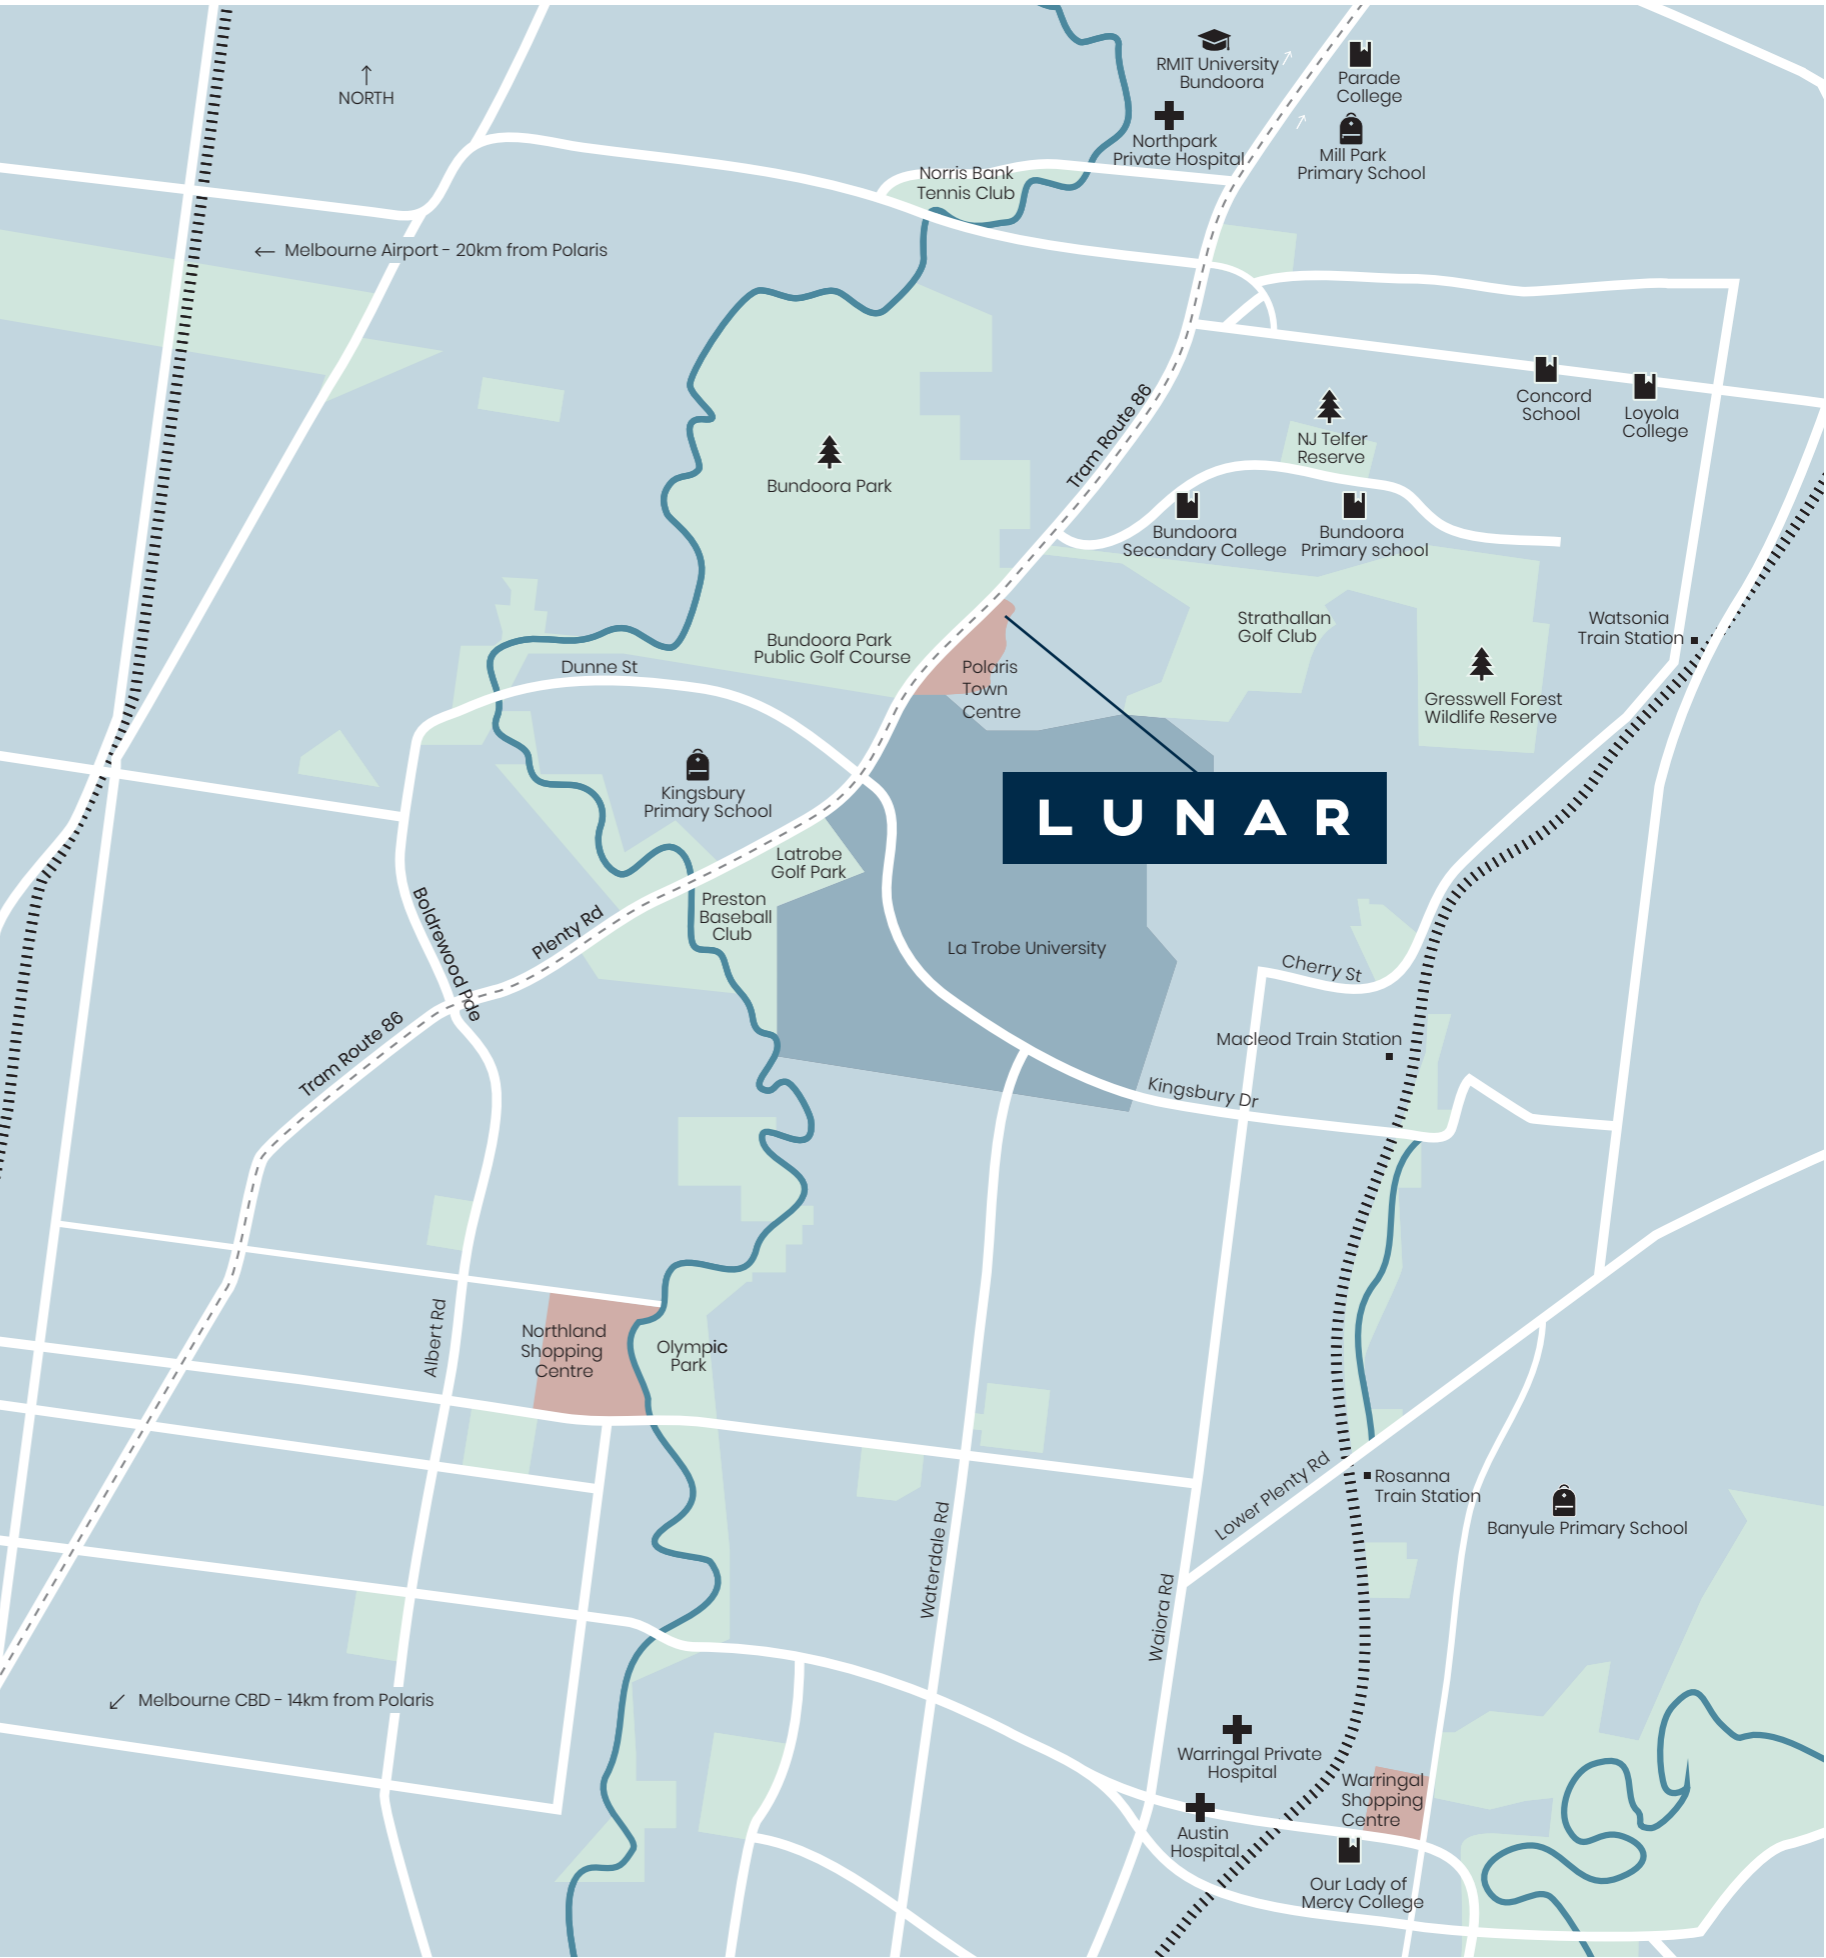 RMIT University
Bundoora
Parade
College
↑
NORTH
Northpark
Private Hospital
Mill Park
Primary School
Norris Bank
Tennis Club
← Melbourne Airport - 20km from Polaris
Concord
School
Loyola
College
Tram Route 86
NJ Telfer
Reserve
Bundoora Park
Bundoora
Secondary College
Bundoora
Primary school
Strathallan
Golf Club
Watsonia
Train Station
Bundoora Park
Public Golf Course
Dunne St
Polaris
Town
Centre
Gresswell Forest
Wildlife Reserve
Kingsbury
Primary School
LUNAR
Latrobe
Golf Park
Preston
Baseball
Club
Boldrewood Pde
Plenty Rd
La Trobe University
Cherry St
Tram Route 86
Macleod Train Station
Kingsbury Dr
Albert Rd
Northland
Shopping
Centre
Olympic
Park
Lower Plenty Rd
Rosanna
Train Station
Banyule Primary School
Waterdale Rd
Waiora Rd
↙ Melbourne CBD - 14km from Polaris
Warringal Private
Hospital
Warringal
Shopping
Centre
Austin
Hospital
Our Lady of
Mercy College